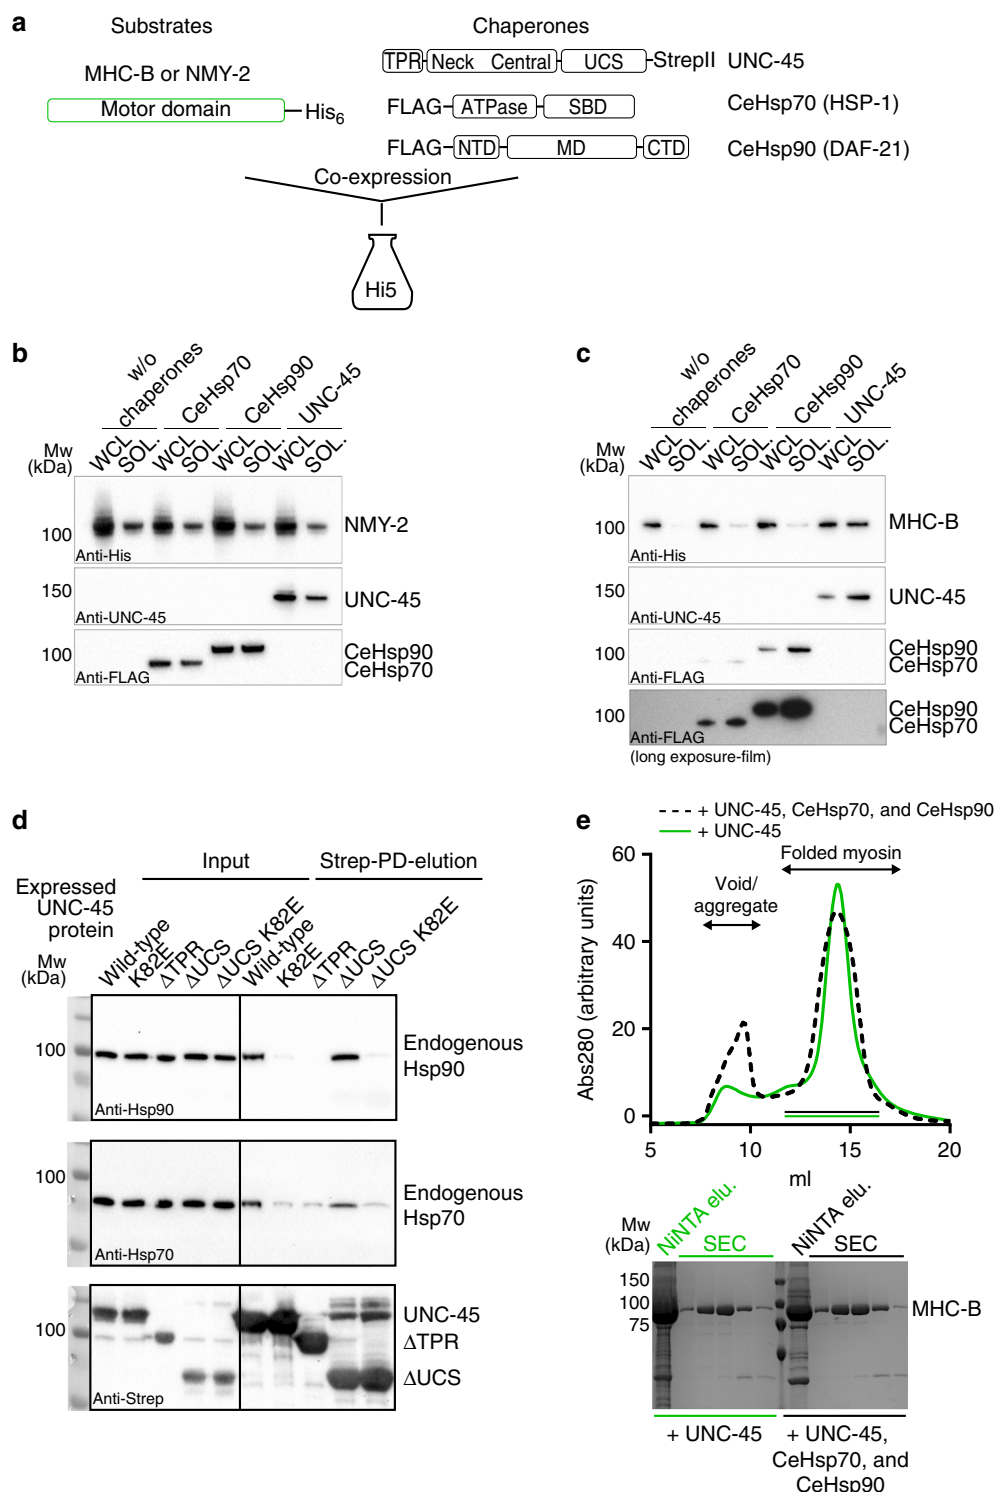 a
Substrates
Chaperones
MHC-B or NMY-2
Motor domain
His6
TPR Neck Central UCS StrepII UNC-45
FLAG ATPase SBD CeHsp70 (HSP-1)
FLAG NTD MD CTD CeHsp90 (DAF-21)
Co-expression
Hi5
b
w/o chaperones
CeHsp70
CeHsp90
UNC-45
Mw (kDa)
WCL SOL. WCL SOL. WCL SOL. WCL SOL.
100
NMY-2
Anti-His
150
UNC-45
Anti-UNC-45
100
CeHsp90
CeHsp70
Anti-FLAG
c
w/o chaperones
CeHsp70
CeHsp90
UNC-45
Mw (kDa)
WCL SOL. WCL SOL. WCL SOL. WCL SOL.
100
MHC-B
Anti-His
150
UNC-45
Anti-UNC-45
100
CeHsp90
CeHsp70
Anti-FLAG
100
CeHsp90
CeHsp70
Anti-FLAG
(long exposure-film)
d
Input
Strep-PD-elution
Expressed
UNC-45
protein
Mw
(kDa)
Wild-type K82E ΔTPR ΔUCS ΔUCS K82E Wild-type K82E ΔTPR ΔUCS ΔUCS K82E
100
Endogenous
Hsp90
Anti-Hsp90
100
Endogenous
Hsp70
Anti-Hsp70
UNC-45
100
ΔTPR
ΔUCS
Anti-Strep
e
+ UNC-45, CeHsp70, and CeHsp90
+ UNC-45
Folded myosin
Void/
aggregate
Abs280 (arbitrary units)
60
40
20
0
5 10 15 20
ml
Mw
(kDa)
NiNTA elu.
SEC
NiNTA elu.
SEC
150
100
75
MHC-B
+ UNC-45
+ UNC-45,
CeHsp70, and
CeHsp90